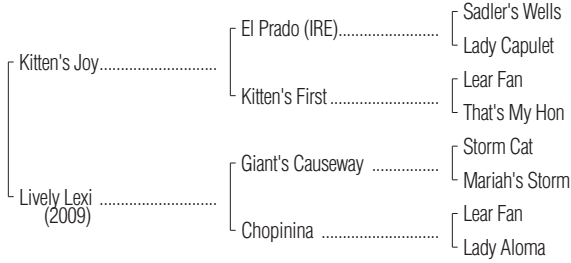 Sadler's Wells
El Prado (IRE)........................
Lady Capulet
Kitten's Joy............................
Lear Fan
Kitten's First..........................
That's My Hon
Storm Cat
Giant's Causeway ................
Mariah's Storm
Lively Lexi ............................
(2009)
Lear Fan
Chopinina ............................
Lady Aloma